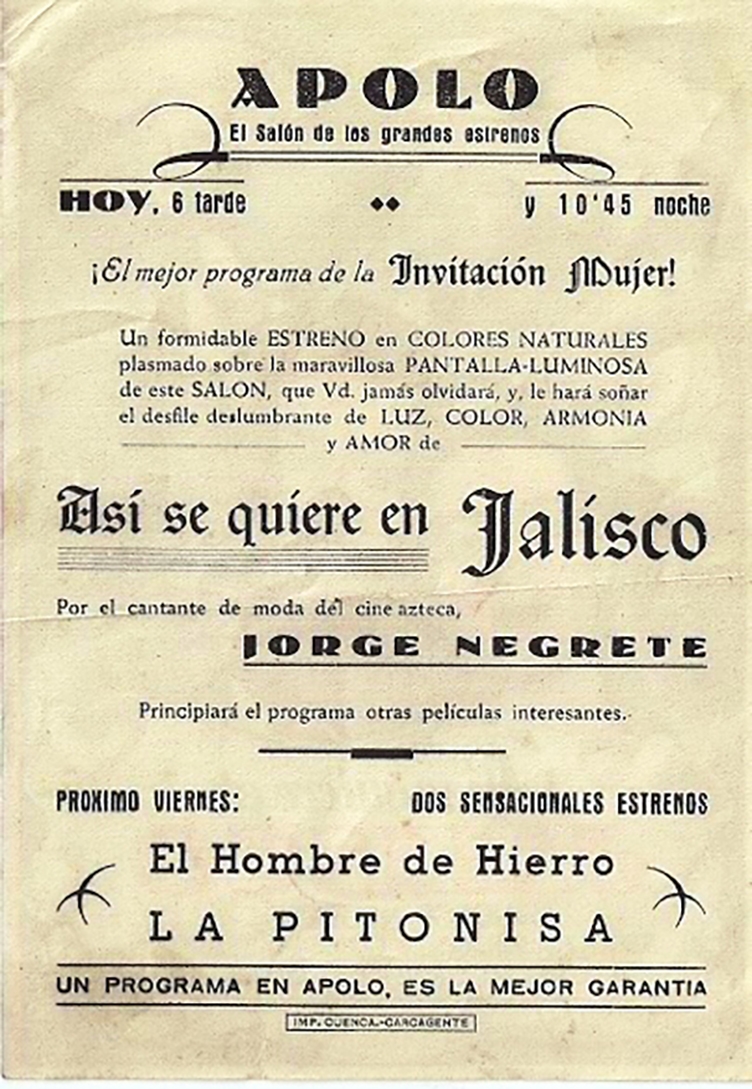 APOLO
El Salón de los grandes estrenos
HOY, 6 tarde y 10'45 noche
¡El mejor programa de la Invitación Mujer!
Un formidable ESTRENO en COLORES NATURALES
plasmado sobre la maravillosa PANTALLA-LUMINOSA
de este SALON, que Vd. jamás olvidará, y, le hará soñar
el desfile deslumbrante de LUZ, COLOR, ARMONIA
y AMOR de
Así se quiere en Jalisco
Por el cantante de moda del cine azteca,
JORGE NEGRETE
Principiará el programa otras películas interesantes.
PROXIMO VIERNES: DOS SENSACIONALES ESTRENOS
El Hombre de Hierro
LA PITONISA
UN PROGRAMA EN APOLO, ES LA MEJOR GARANTIA
IMP. CUENCA.-CARCAGENTE